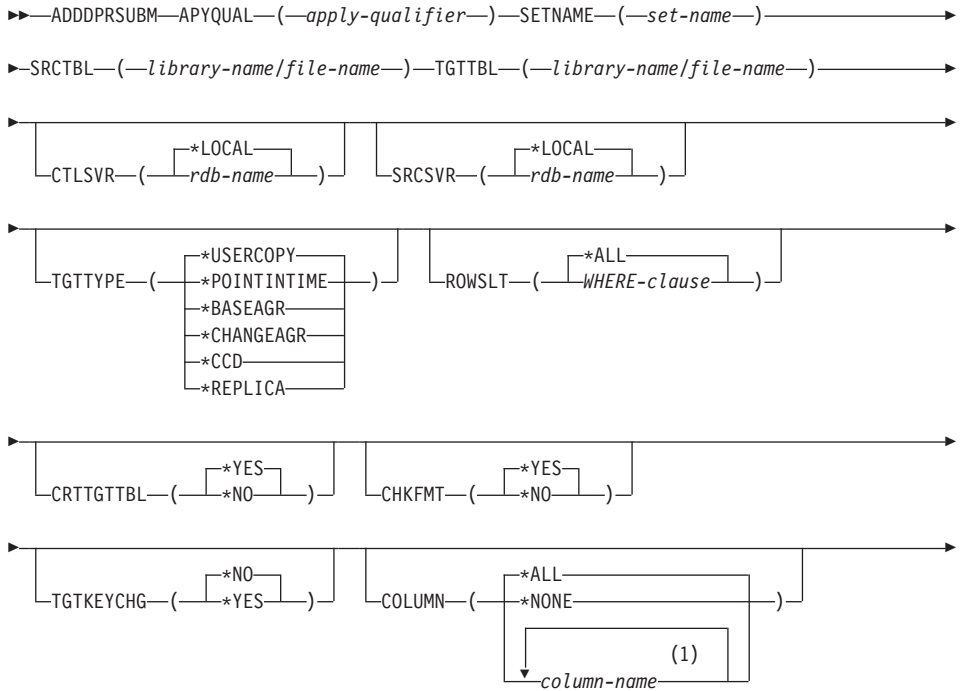 ADDDPRSUBM APYQUAL ( apply-qualifier ) SETNAME ( set-name )
SRCTBL ( library-name/file-name ) TGTTBL ( library-name/file-name )
*LOCAL *LOCAL
CTLSVR ( rdb-name ) SRCSVR ( rdb-name )
*USERCOPY *ALL
TGTTYPE ( *POINTINTIME ) ROWSLT ( WHERE-clause )
*BASEAGR
*CHANGEAGR
*CCD
*REPLICA
*YES *YES
CRTTGTTBL ( *NO ) CHKFMT ( *NO )
*NO *ALL
TGTKEYCHG ( *YES ) COLUMN ( *NONE )
(1)
column-name